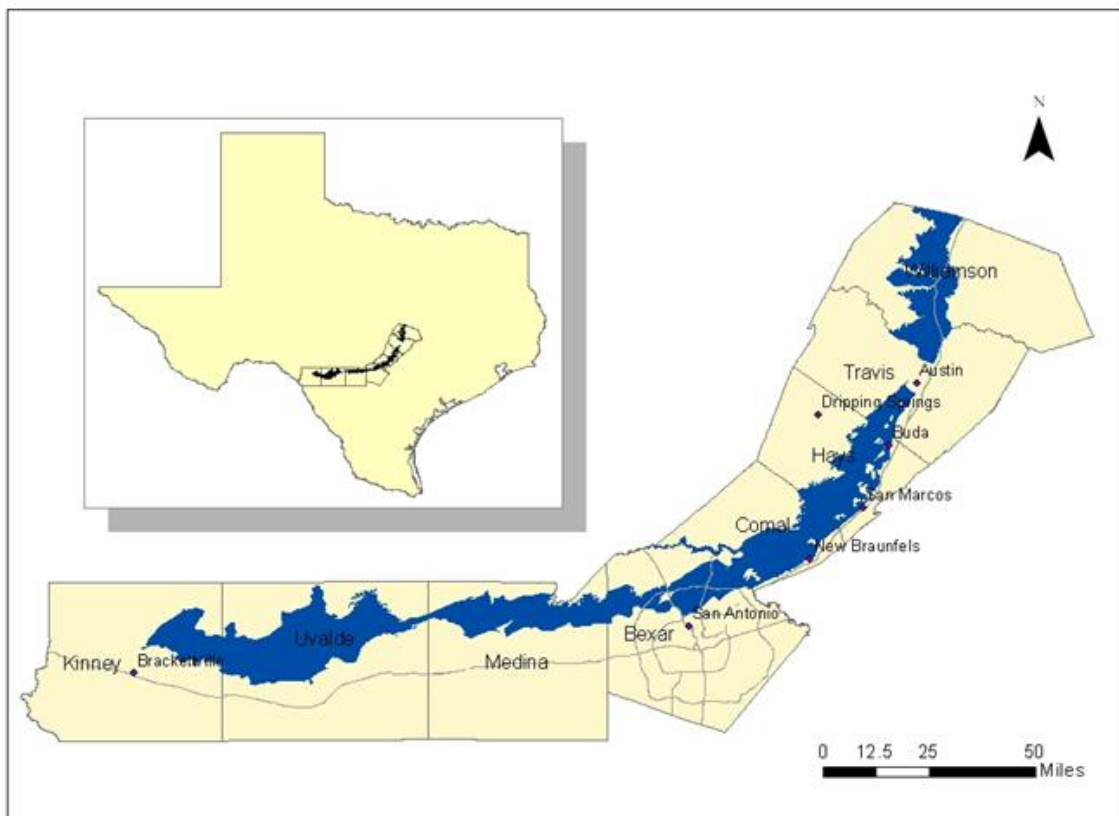 N
Williamson
Travis
Austin
Dripping Springs
Buda
Hays
San Marcos
Comal
New Braunfels
San Antonio
Bexar
Uvalde
Medina
Kinney
Brackettville
0 12.5 25 50
Miles